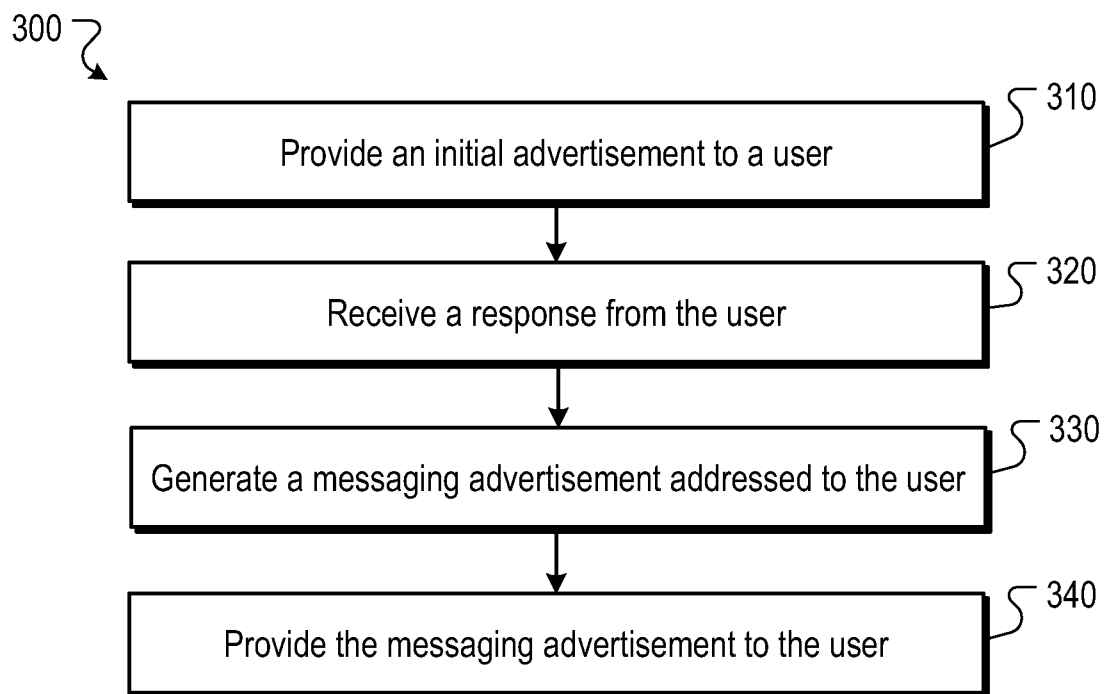 300
310
Provide an initial advertisement to a user
320
Receive a response from the user
330
Generate a messaging advertisement addressed to the user
340
Provide the messaging advertisement to the user